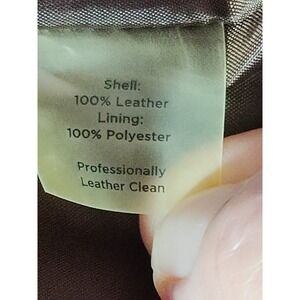 Shell:
100% Leather
Lining:
100% Polyester
Professionally
Leather Clean